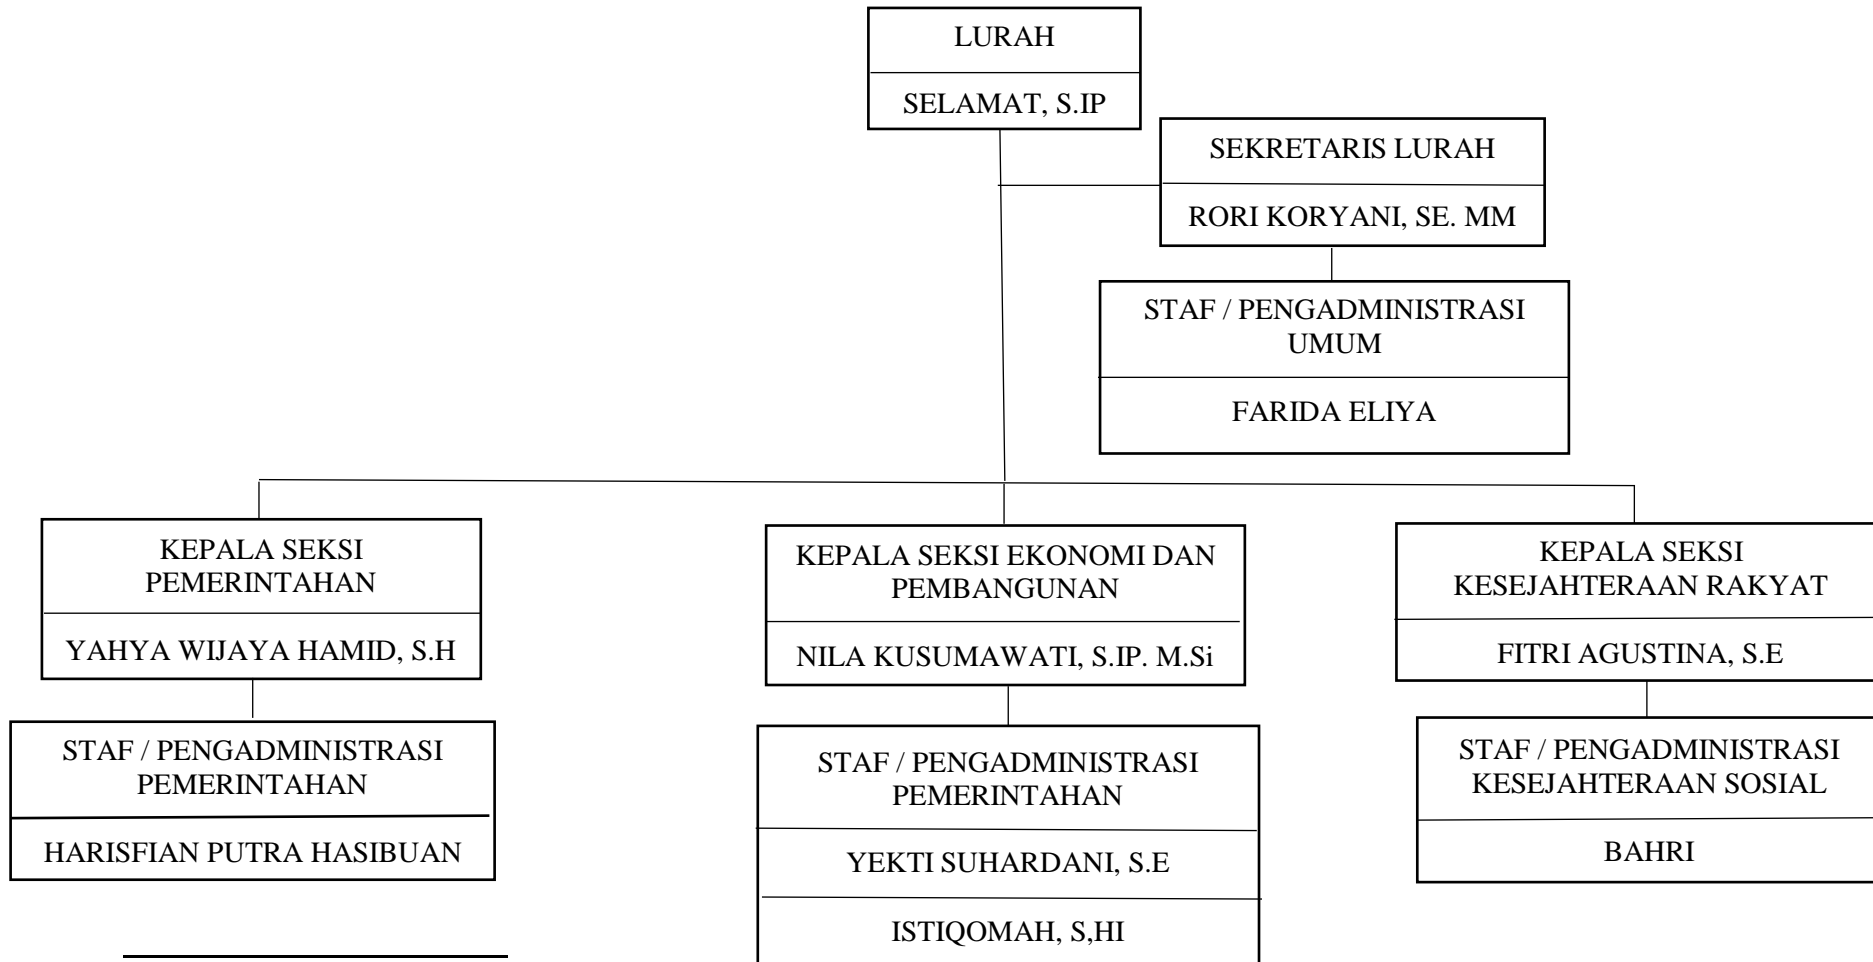 LURAH
SELAMAT, S.IP
SEKRETARIS LURAH
RORI KORYANI, SE. MM
STAF / PENGADMINISTRASI
UMUM
FARIDA ELIYA
KEPALA SEKSI
PEMERINTAHAN
YAHYA WIJAYA HAMID, S.H
STAF / PENGADMINISTRASI
PEMERINTAHAN
HARISFIAN PUTRA HASIBUAN
KEPALA SEKSI EKONOMI DAN
PEMBANGUNAN
NILA KUSUMAWATI, S.IP. M.Si
STAF / PENGADMINISTRASI
PEMERINTAHAN
YEKTI SUHARDANI, S.E
ISTIQOMAH, S,HI
KEPALA SEKSI
KESEJAHTERAAN RAKYAT
FITRI AGUSTINA, S.E
STAF / PENGADMINISTRASI
KESEJAHTERAAN SOSIAL
BAHRI